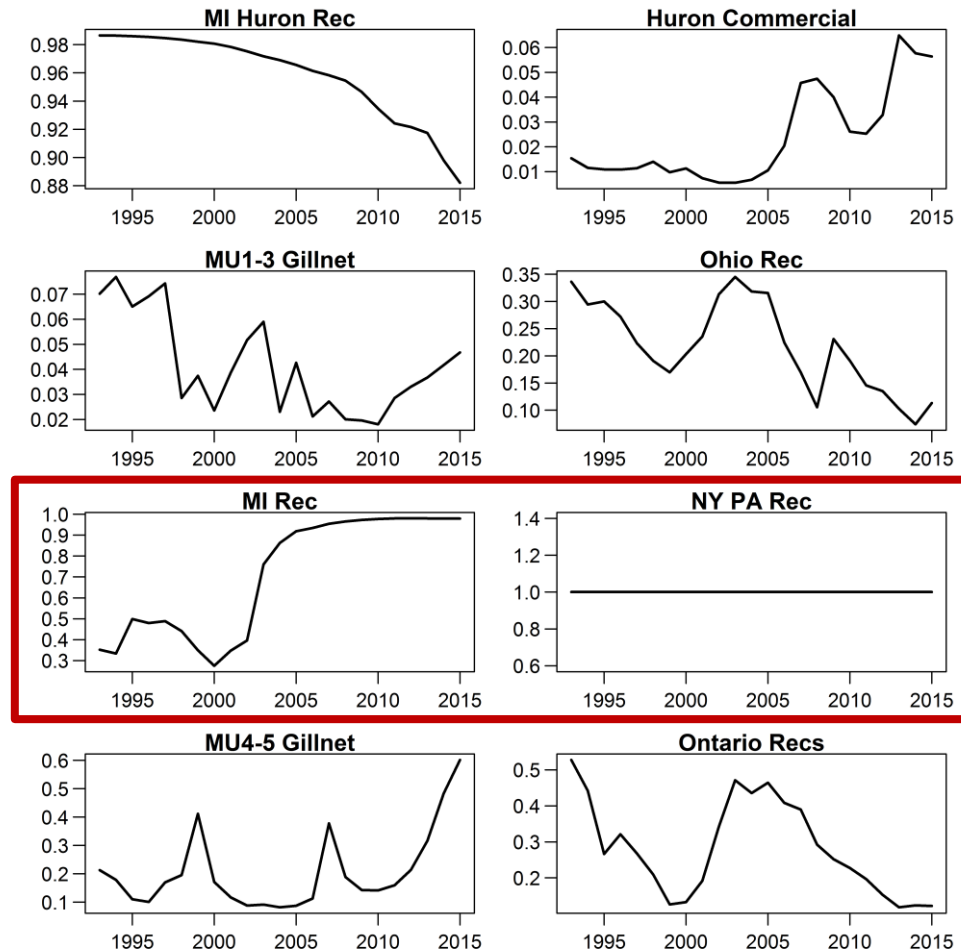 MI Huron Rec
0.98
0.96
0.94
0.92
0.90
0.88
1995 2000 2005 2010 2015
Huron Commercial
0.06
0.05
0.04
0.03
0.02
0.01
1995 2000 2005 2010 2015
MU1-3 Gillnet
0.07
0.06
0.05
0.04
0.03
0.02
1995 2000 2005 2010 2015
Ohio Rec
0.35
0.30
0.25
0.20
0.15
0.10
1995 2000 2005 2010 2015
MI Rec
1.0
0.9
0.8
0.7
0.6
0.5
0.4
0.3
1995 2000 2005 2010 2015
NY PA Rec
1.4
1.2
1.0
0.8
0.6
1995 2000 2005 2010 2015
MU4-5 Gillnet
0.6
0.5
0.4
0.3
0.2
0.1
1995 2000 2005 2010 2015
Ontario Recs
0.5
0.4
0.3
0.2
1995 2000 2005 2010 2015